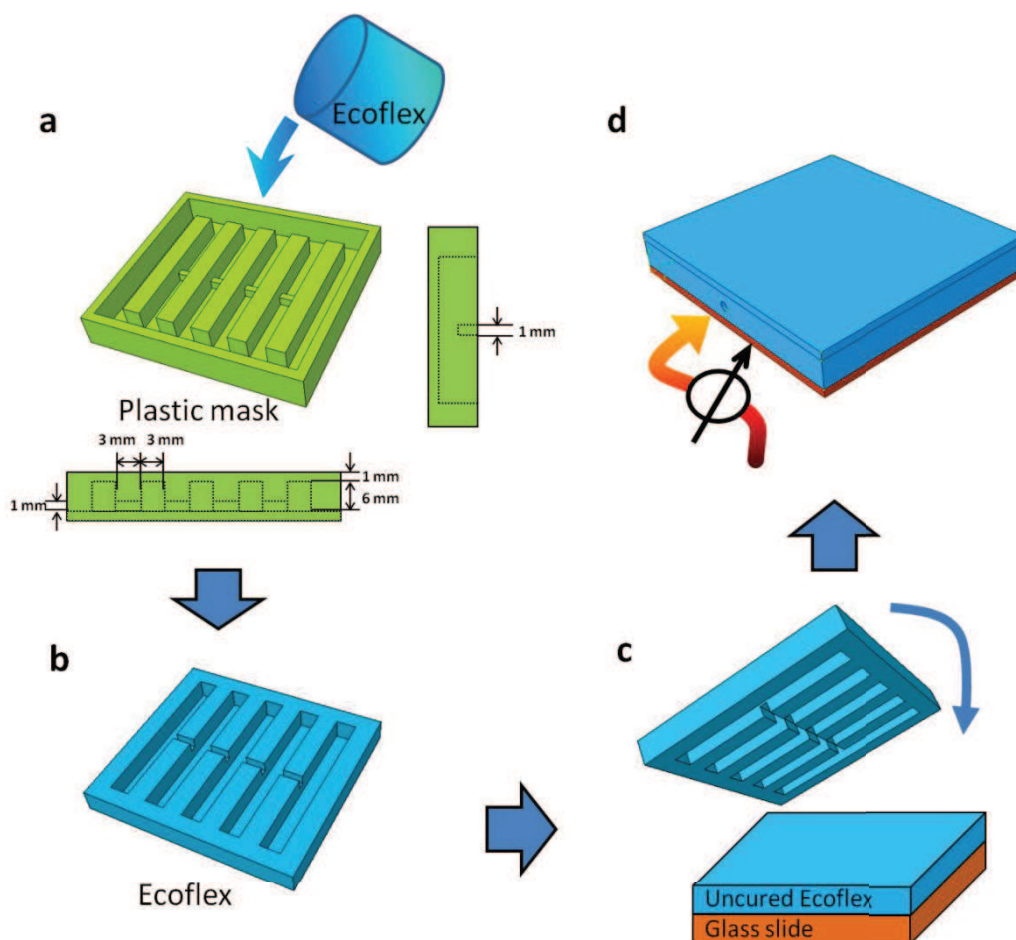 a
Ecoflex
d
1 mm
Plastic mask
3 mm 3 mm
1 mm
6 mm
1 mm
b
c
Ecoflex
Uncured Ecoflex
Glass slide